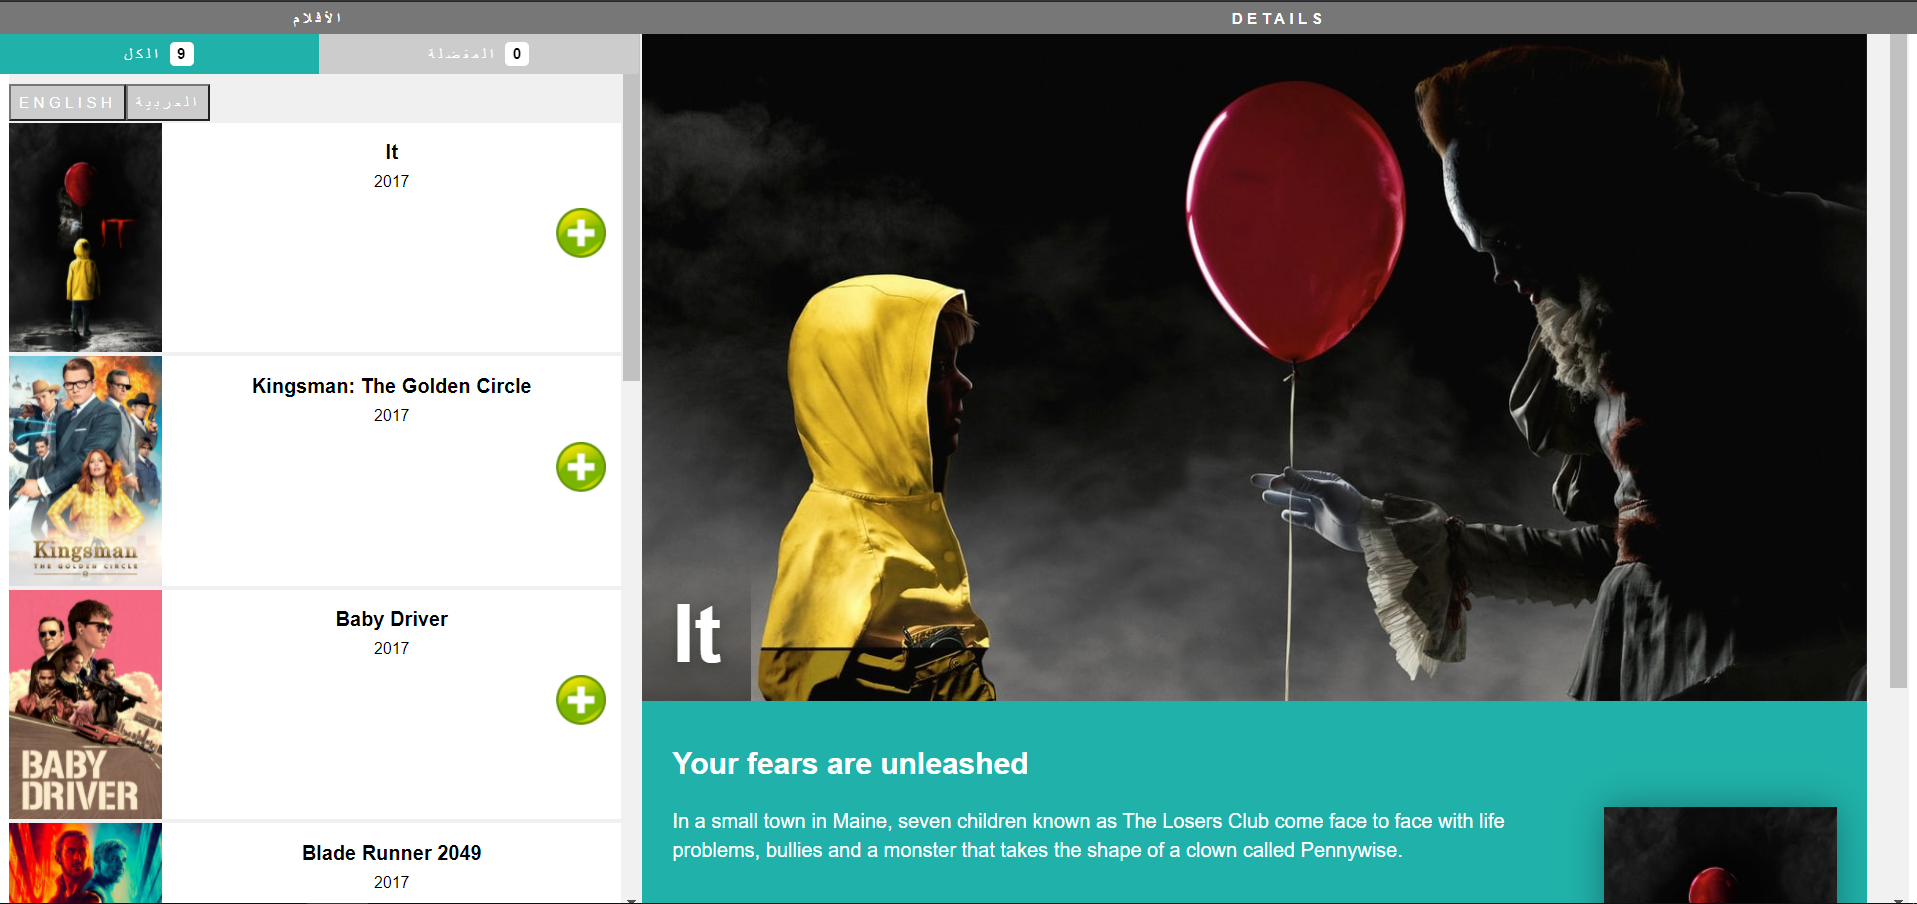 الأفلام
DETAILS
الكل 9
المفضلة 0
ENGLISH
العربية
IT
It
2017
Kingsman
THE GOLDEN CIRCLE
Kingsman: The Golden Circle
2017
BABY
DRIVER
Baby Driver
2017
Blade Runner 2049
2017
It
Your fears are unleashed
In a small town in Maine, seven children known as The Losers Club come face to face with life
problems, bullies and a monster that takes the shape of a clown called Pennywise.